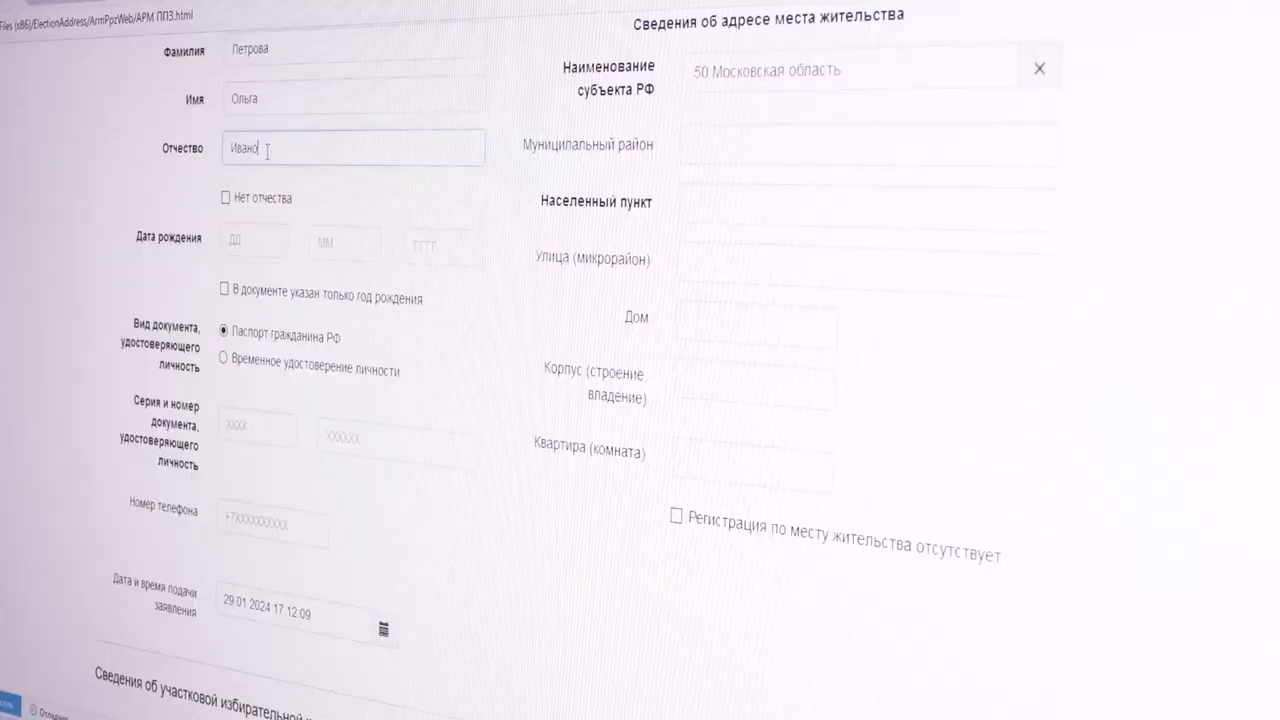 Files (x86)/ElectionAddress/ArmPpzWeb/АРМ ППЗ.html
Сведения об адресе места жительства
Фамилия
Петрова
Имя
Ольга
Отчество
Ивано
Нет отчества
Дата рождения
ДД
ММ
ГГГГ
В документе указан только год рождения
Вид документа,
удостоверяющего
личность
Паспорт гражданина РФ
Временное удостоверение личности
Серия и номер
документа,
удостоверяющего
личность
XXXX
XXXXXX
Номер телефона
+7XXXXXXXXXX
Дата и время подачи
заявления
29 01 2024 17 12:09
Наименование
субъекта РФ
50 Московская область
Муниципальный район
Населенный пункт
Улица (микрорайон)
Дом
Корпус (строение,
владение)
Квартира (комната)
Регистрация по месту жительства отсутствует
Сведения об участковой избирательной